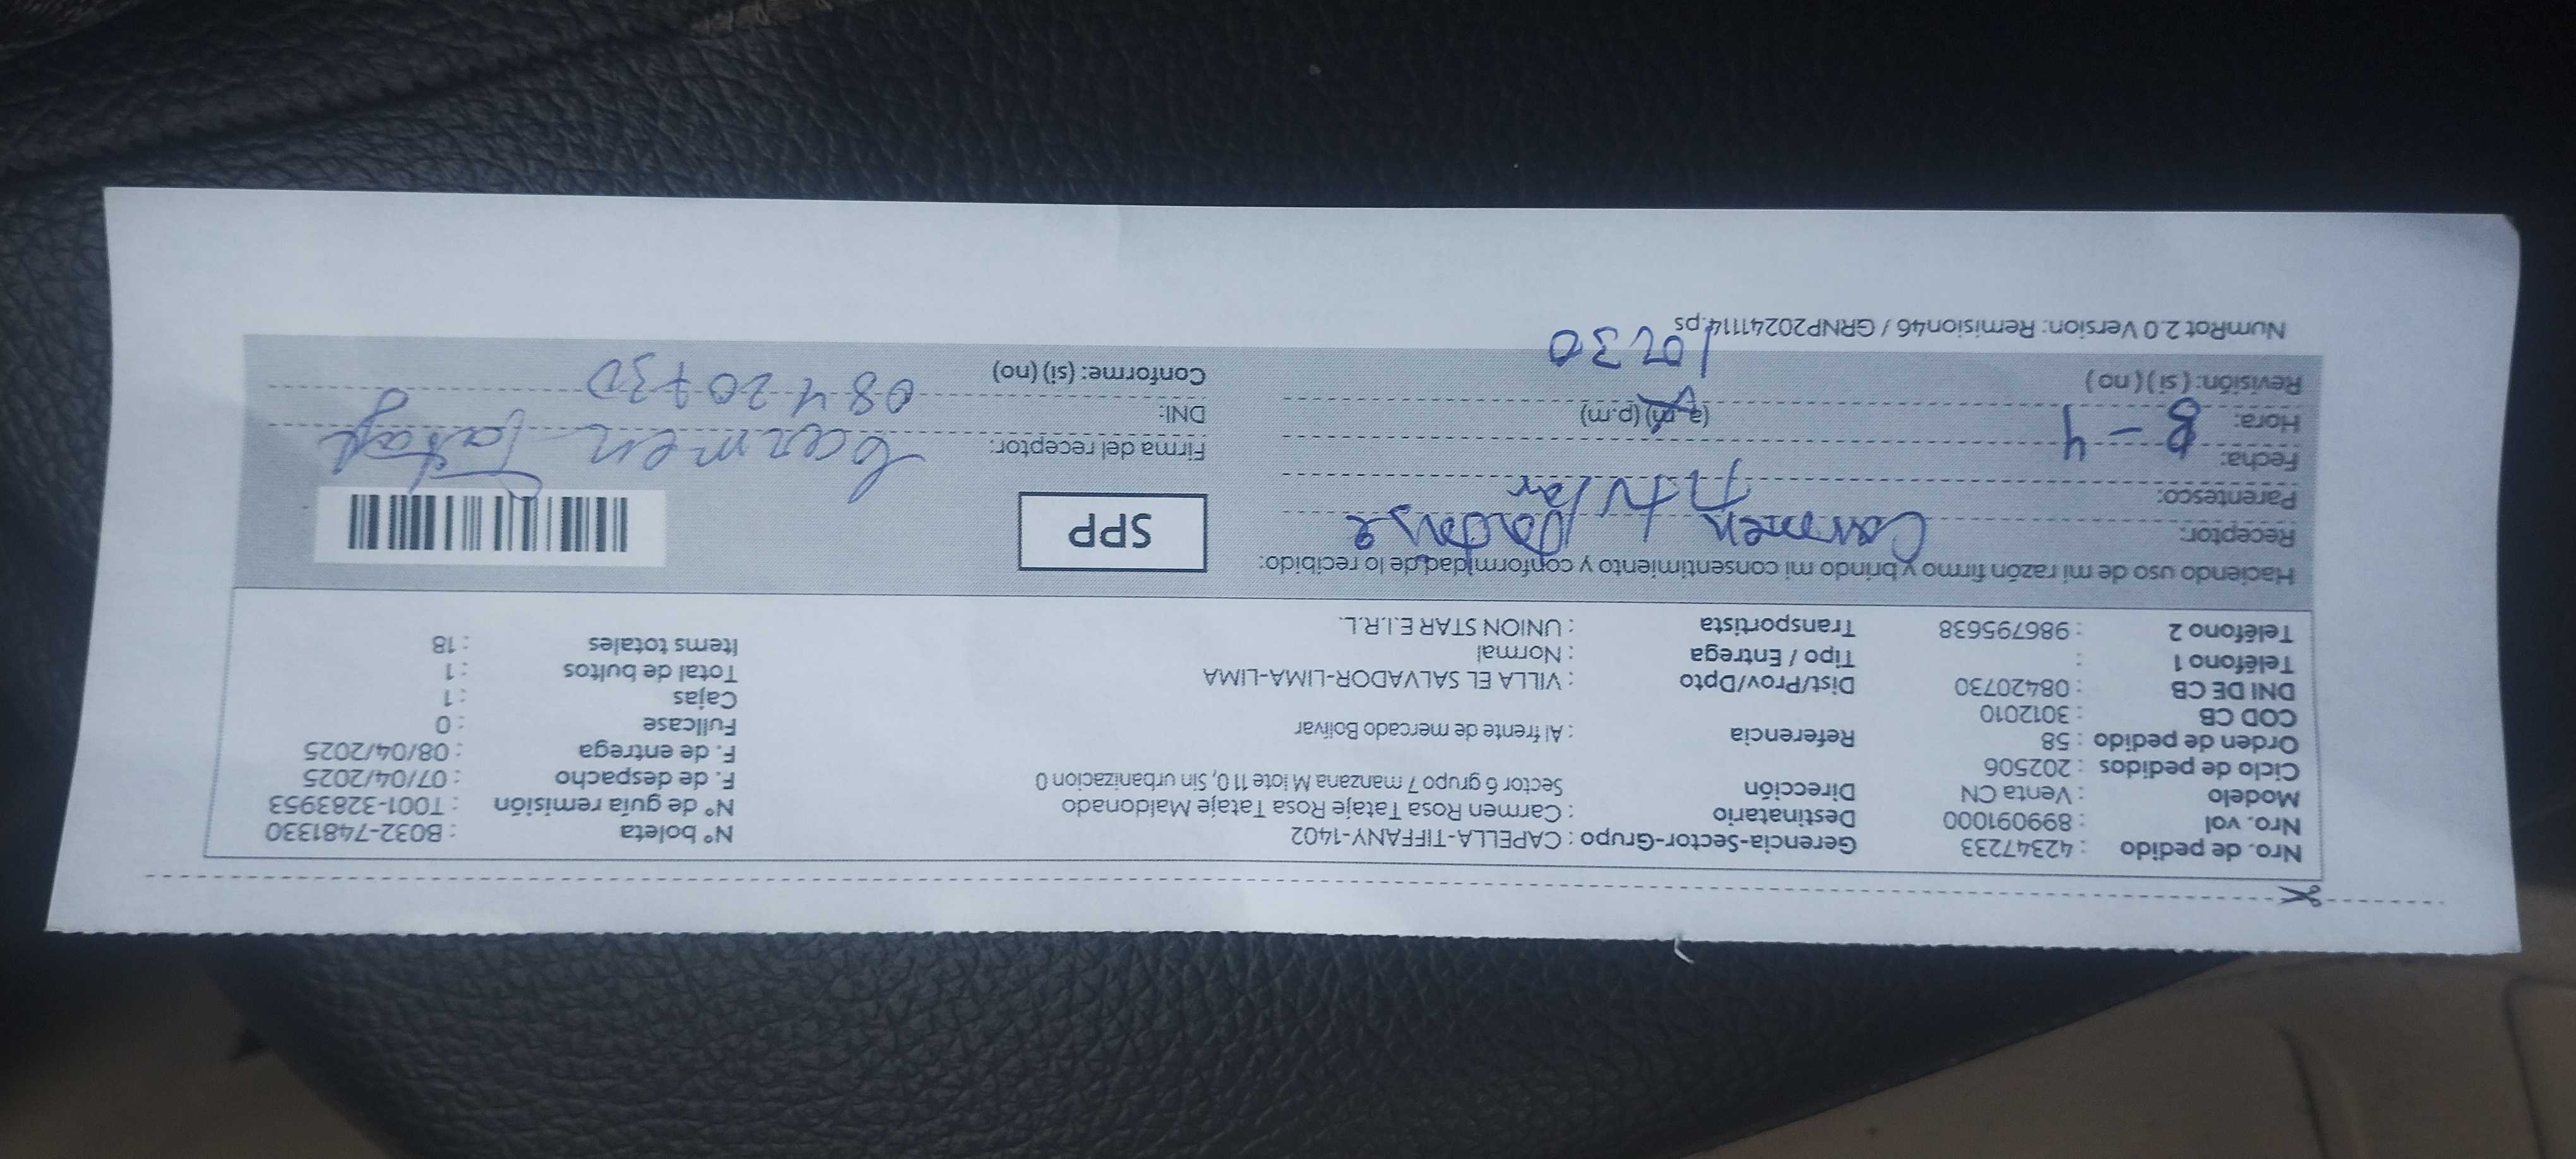 Nro. de pedido : 42347233 Gerencia-Sector-Grupo : CAPELLA-TIFFANY-1402 N° boleta : B032-7481330
Nro. vol : 899091000 Destinatario : Carmen Rosa Tataje Rosa Tataje Maldonado N° de guía remisión : T001-3283953
Modelo : Venta CN Dirección Sector 6 grupo 7 manzana M lote 11 0, Sin urbanizacion 0 F. de despacho : 07/04/2025
Ciclo de pedidos : 202506 F. de entrega : 08/04/2025
Orden de pedido : 58 Referencia : Al frente de mercado Bolivar Fullcase : 0
COD CB : 3012010 Cajas : 1
DNI DE CB : 08420730 Dist/Prov/Dpto : VILLA EL SALVADOR-LIMA-LIMA Total de bultos : 1
Teléfono 1 : Tipo / Entrega : Normal Items totales : 18
Teléfono 2 : 986795638 Transportista : UNION STAR E.I.R.L.
Haciendo uso de mi razón firmo y brindo mi consentimiento y conformidad de lo recibido:
SPP
Receptor: Carmen
Parentesco: Titular
Fecha: 8-4
Hora: (a.m) (p.m) 10230
Revisión: (si) (no)
Firma del receptor: Carmen Tataje
DNI: 08420730
Conforme: (si) (no)
NumRot 2.0 Version: Remision46 / GRNP20241114.ps